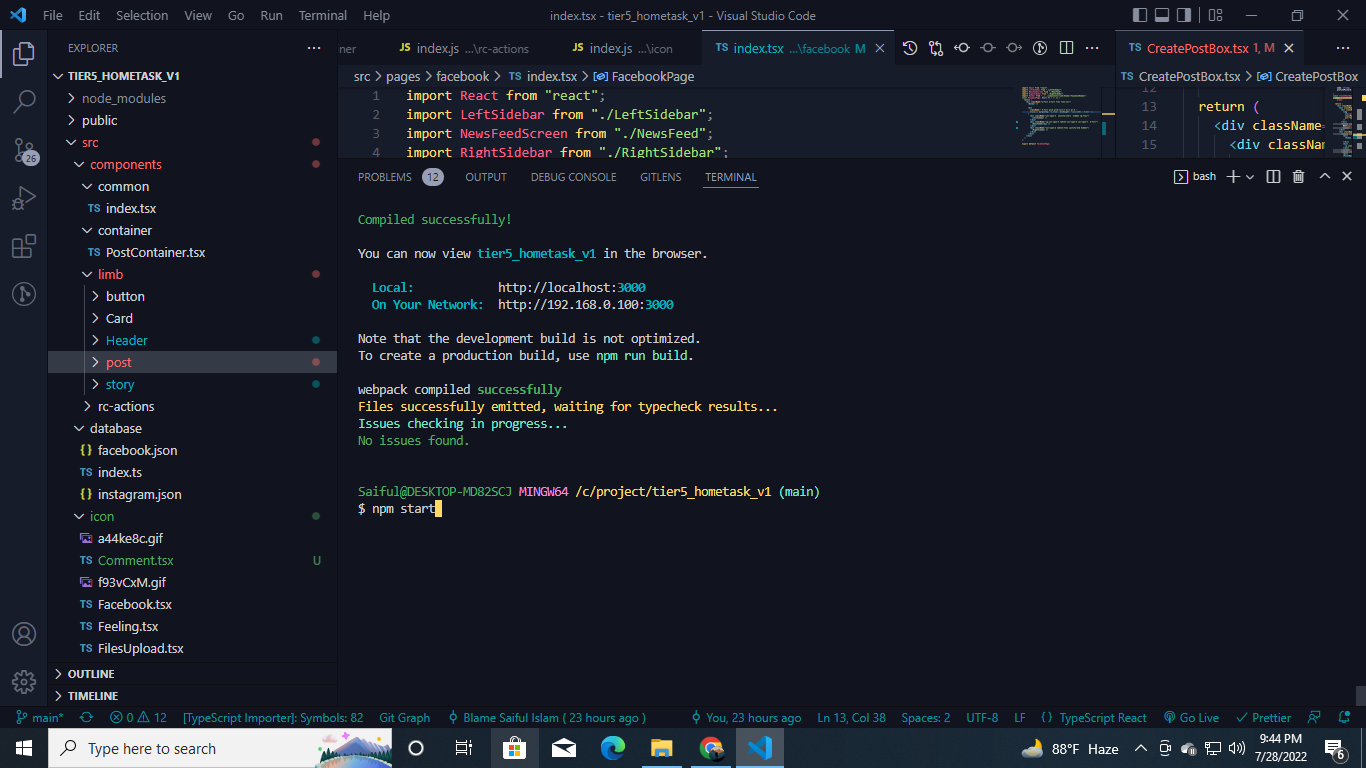 File Edit Selection View Go Run Terminal Help index.tsx - tier5_hometask_v1 - Visual Studio Code
EXPLORER
TIER5_HOMETASK_V1
node_modules
public
src
components
common
TS index.tsx
container
TS PostContainer.tsx
limb
button
Card
Header
post
story
rc-actions
database
{} facebook.json
TS index.ts
{} instagram.json
icon
a44ke8c.gif
TS Comment.tsx U
f93vCxM.gif
TS Facebook.tsx
TS Feeling.tsx
TS FilesUpload.tsx
OUTLINE
TIMELINE
26
ner JS index.js ...\rc-actions JS index.js ...\icon TS index.tsx ...\facebook M
src > pages > facebook > TS index.tsx > FacebookPage
1 import React from "react";
2 import LeftSidebar from "./LeftSidebar";
3 import NewsFeedScreen from "./NewsFeed";
4 import RightSidebar from "./RightSidebar";
TS CreatePostBox.tsx 1, M
TS CreatePostBox.tsx > CreatePostBox
12
13 return (
14 <div className=
15 <div classNam
PROBLEMS 12 OUTPUT DEBUG CONSOLE GITLENS TERMINAL bash
Compiled successfully!
You can now view tier5_hometask_v1 in the browser.
Local: http://localhost:3000
On Your Network: http://192.168.0.100:3000
Note that the development build is not optimized.
To create a production build, use npm run build.
webpack compiled successfully
Files successfully emitted, waiting for typecheck results...
Issues checking in progress...
No issues found.
Saiful@DESKTOP-MD82SCJ MINGW64 /c/project/tier5_hometask_v1 (main)
$ npm start
main* 0 12 [TypeScript Importer]: Symbols: 82 Git Graph Blame Saiful Islam ( 23 hours ago ) You, 23 hours ago Ln 13, Col 38 Spaces: 2 UTF-8 LF {} TypeScript React Go Live Prettier
Type here to search 88°F Haze 9:44 PM
7/28/2022
6